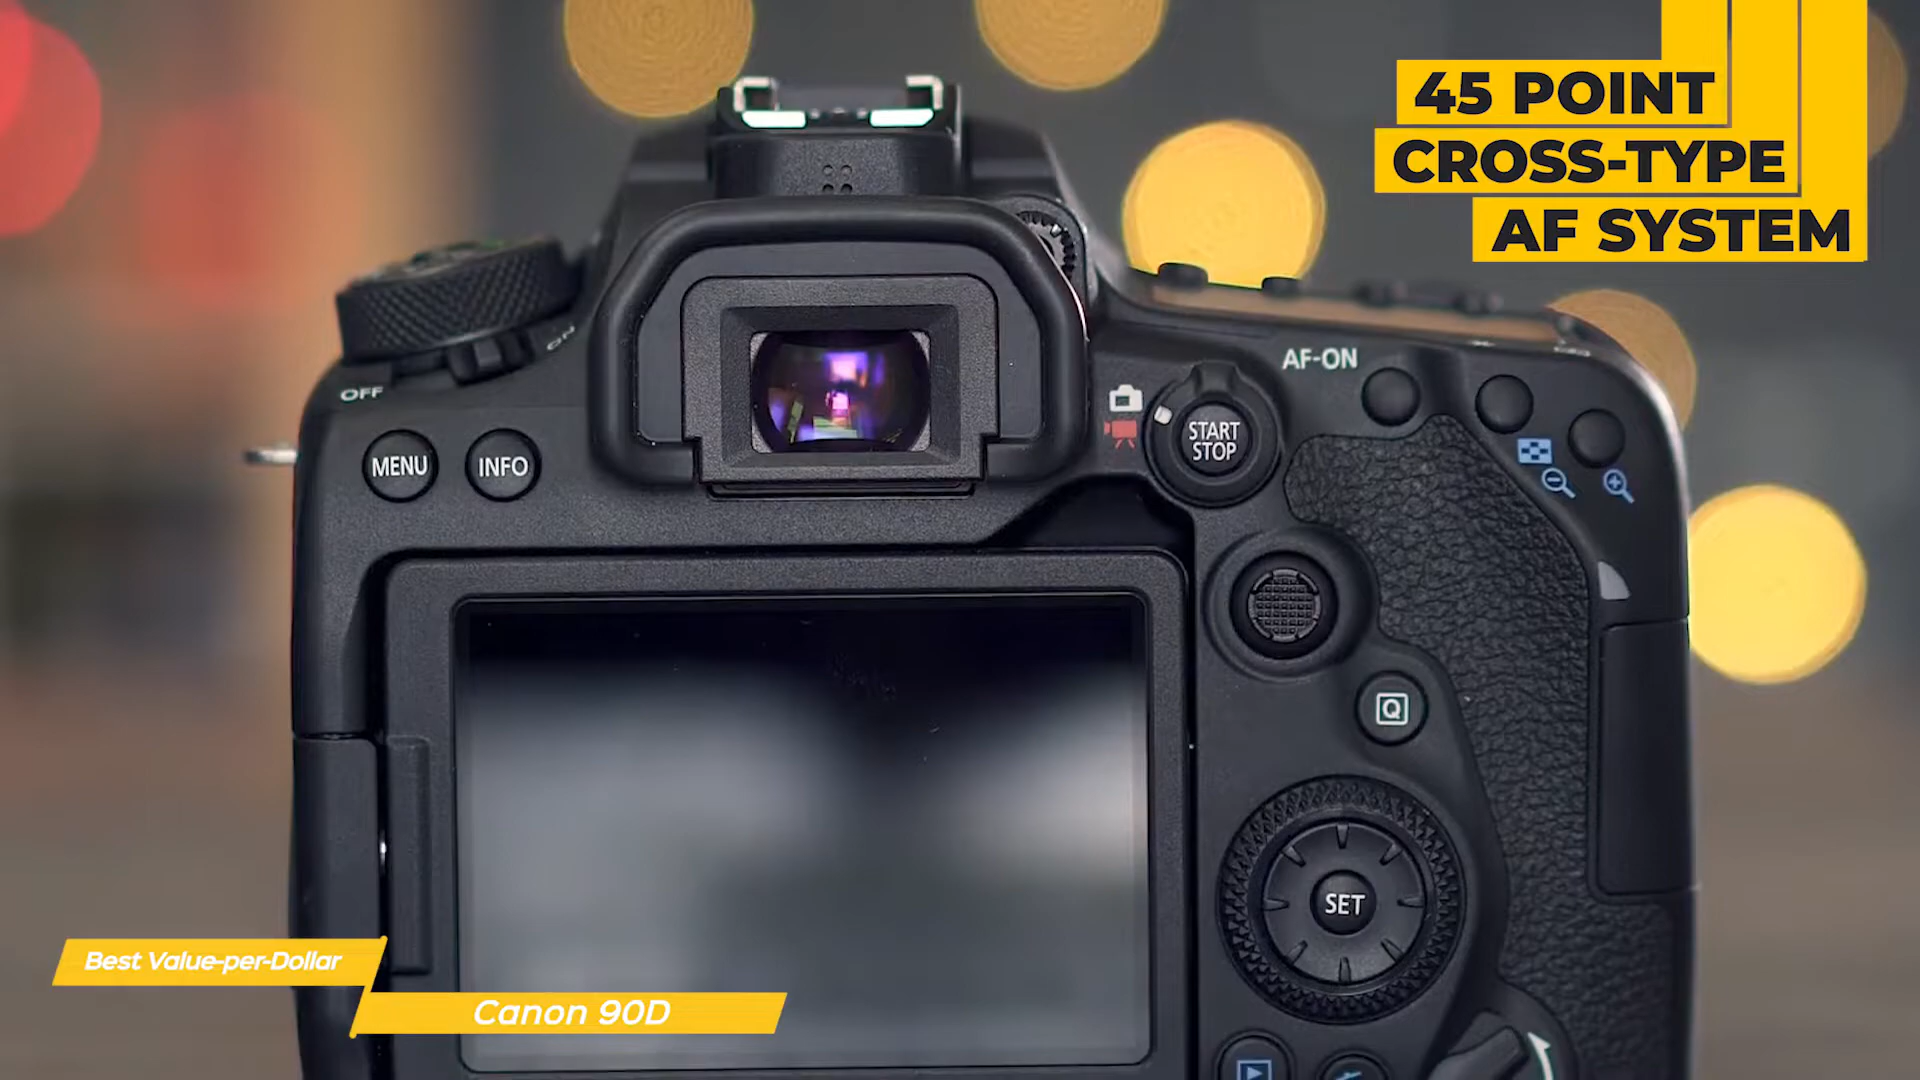 45 POINT
CROSS-TYPE
AF SYSTEM
AF-ON
ON
OFF
START
STOP
MENU
INFO
Q
SET
Best Value-per-Dollar
Canon 90D